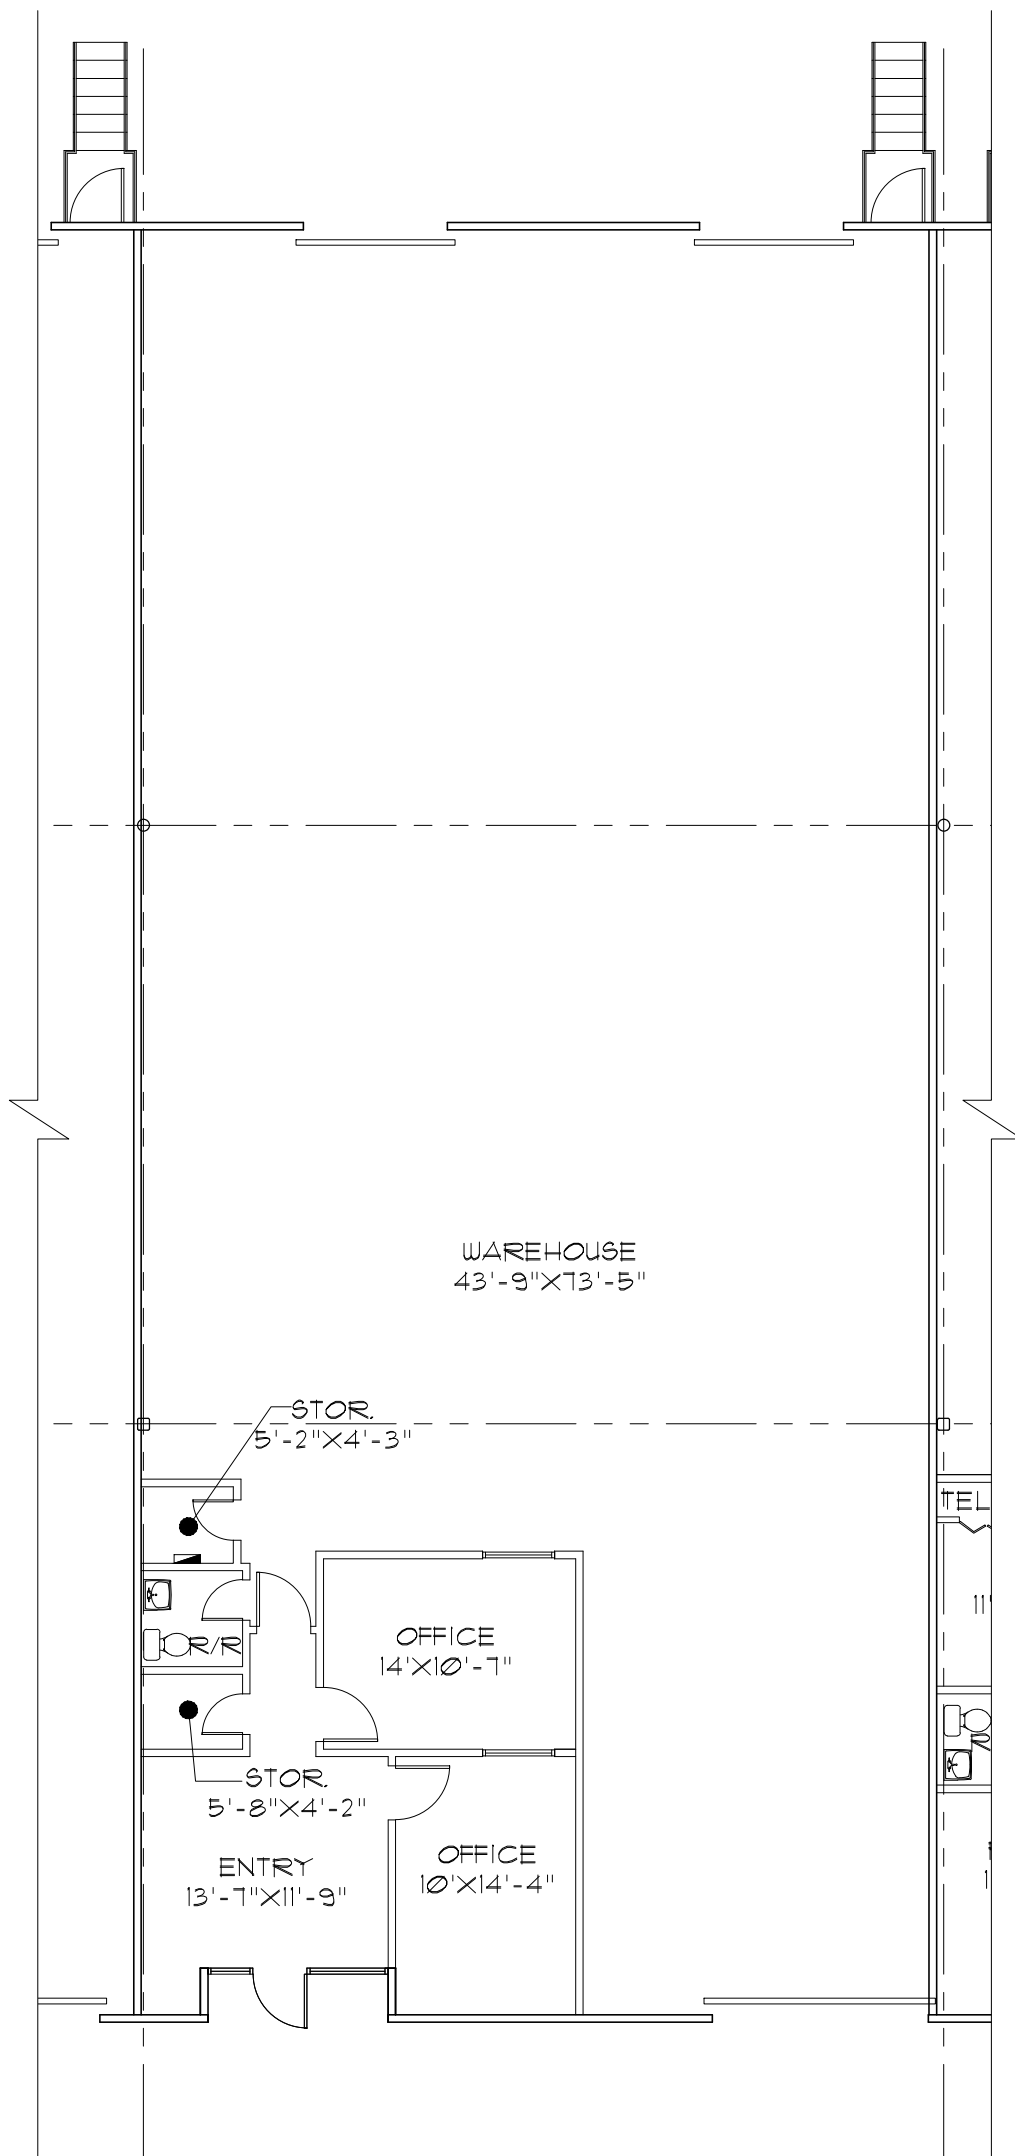 WAREHOUSE
43'-9"X73'-5"
STOR.
5'-2"X4'-3"
TEL
11'
R/R
OFFICE
14'X10'-7"
R/
STOR.
5'-8"X4'-2"
ENTRY
13'-7"X11'-9"
OFFICE
10'X14'-4"